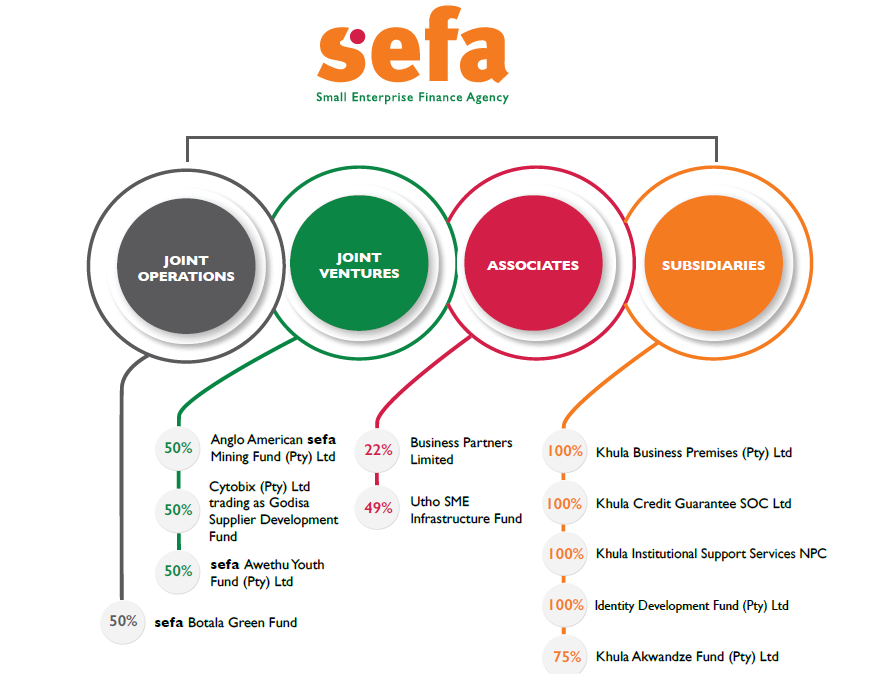 sefa
Small Enterprise Finance Agency
JOINT
OPERATIONS
JOINT
VENTURES
ASSOCIATES
SUBSIDIARIES
50%
Anglo American sefa
Mining Fund (Pty) Ltd
50%
Cytobix (Pty) Ltd
trading as Godisa
Supplier Development
Fund
50%
sefa Awethu Youth
Fund (Pty) Ltd
50%
sefa Botala Green Fund
22%
Business Partners
Limited
49%
Utho SME
Infrastructure Fund
100%
Khula Business Premises (Pty) Ltd
100%
Khula Credit Guarantee SOC Ltd
100%
Khula Institutional Support Services NPC
100%
Identity Development Fund (Pty) Ltd
75%
Khula Akwandze Fund (Pty) Ltd